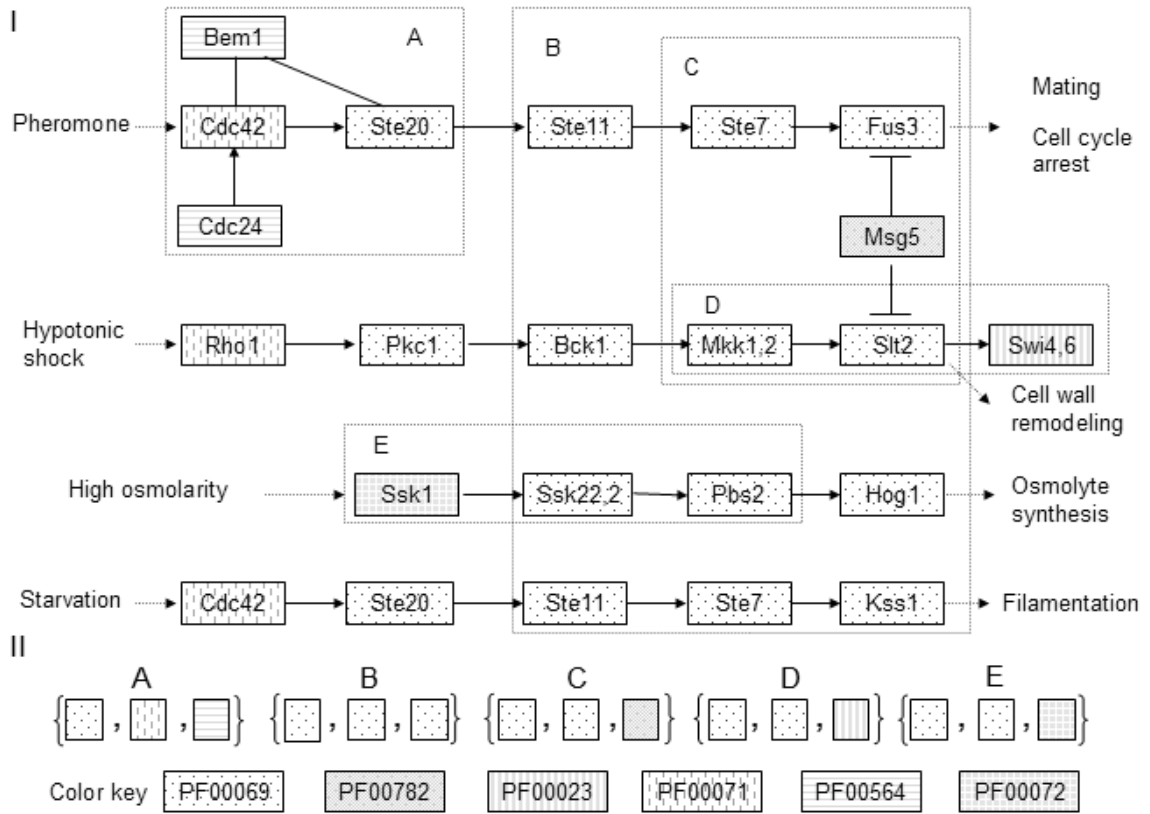 I
Bem1
A
B
C
Pheromone
Cdc42
Ste20
Ste11
Ste7
Fus3
Mating
Cell cycle
arrest
Cdc24
Msg5
D
Hypotonic
shock
Rho1
Pkc1
Bck1
Mkk1,2
Slt2
Swi4,6
Cell wall
remodeling
E
High osmolarity
Ssk1
Ssk22,2
Pbs2
Hog1
Osmolyte
synthesis
Starvation
Cdc42
Ste20
Ste11
Ste7
Kss1
Filamentation
II
A B C D E
{ , , } { , , } { , , } { , , } { , , }
Color key PF00069 PF00782 PF00023 PF00071 PF00564 PF00072